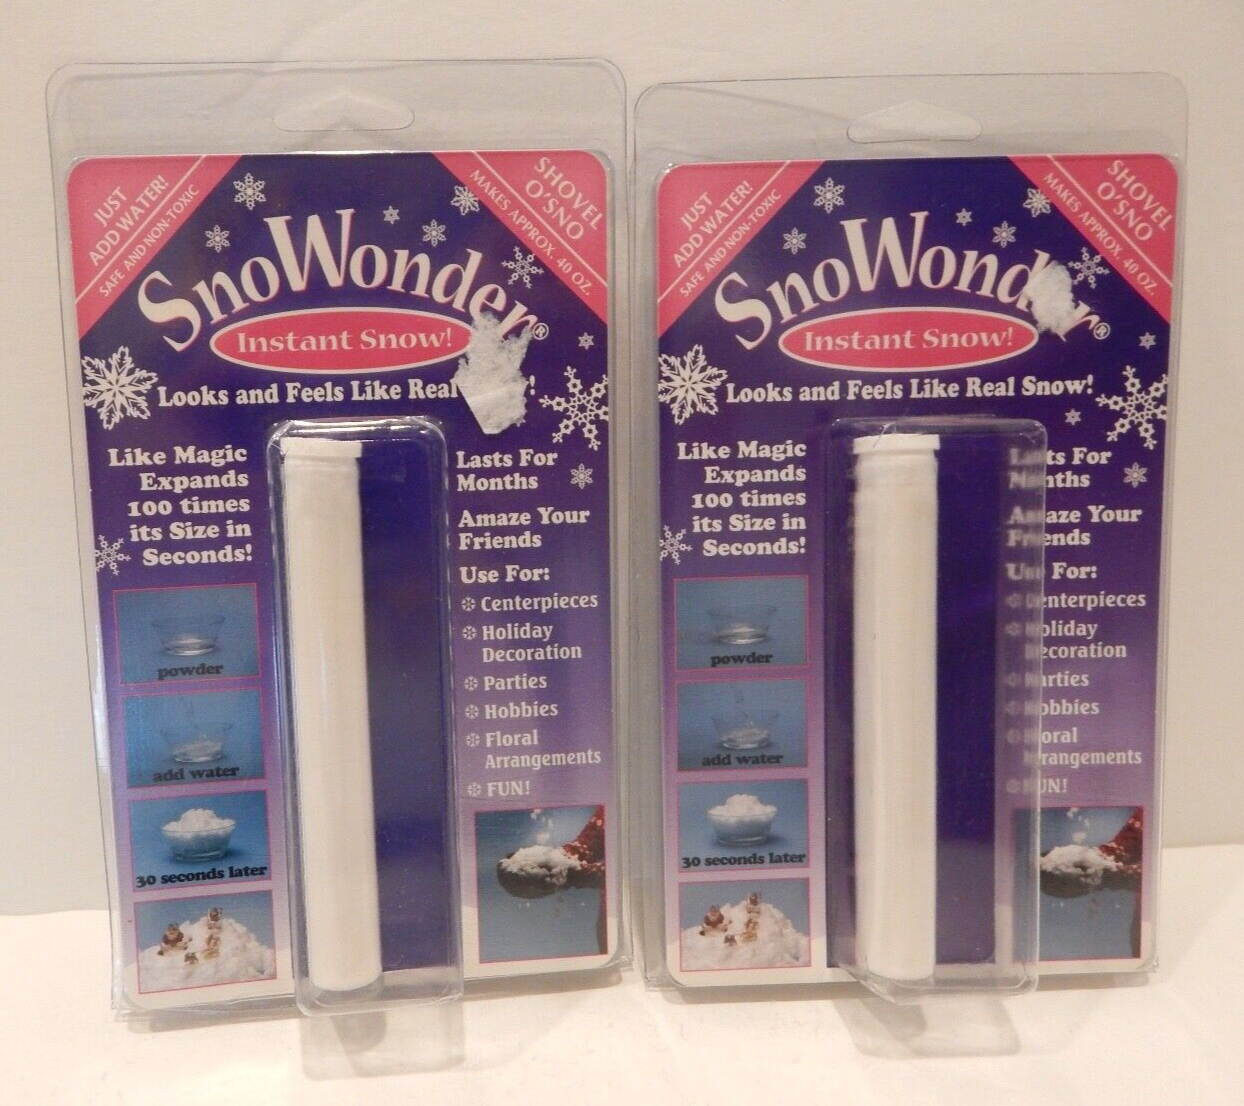 JUST
ADD WATER!
SAFE AND NON-TOXIC
SHOVEL
O'SNO
MAKES APPROX. 40 OZ.
SnoWonder®
Instant Snow!
Looks and Feels Like Real !
Like Magic
Expands
100 times
its Size in
Seconds!
powder
add water
30 seconds later
Lasts For
Months
Amaze Your
Friends
Use For:
Centerpieces
Holiday
Decoration
Parties
Hobbies
Floral
Arrangements
FUN!
JUST
ADD WATER!
SAFE AND NON-TOXIC
SHOVEL
O'SNO
MAKES APPROX. 40 OZ.
SnoWonder®
Instant Snow!
Looks and Feels Like Real Snow!
Like Magic
Expands
100 times
its Size in
Seconds!
powder
add water
30 seconds later
Lasts For
Months
Amaze Your
Friends
Use For:
Centerpieces
Holiday
Decoration
Parties
Hobbies
Floral
Arrangements
FUN!